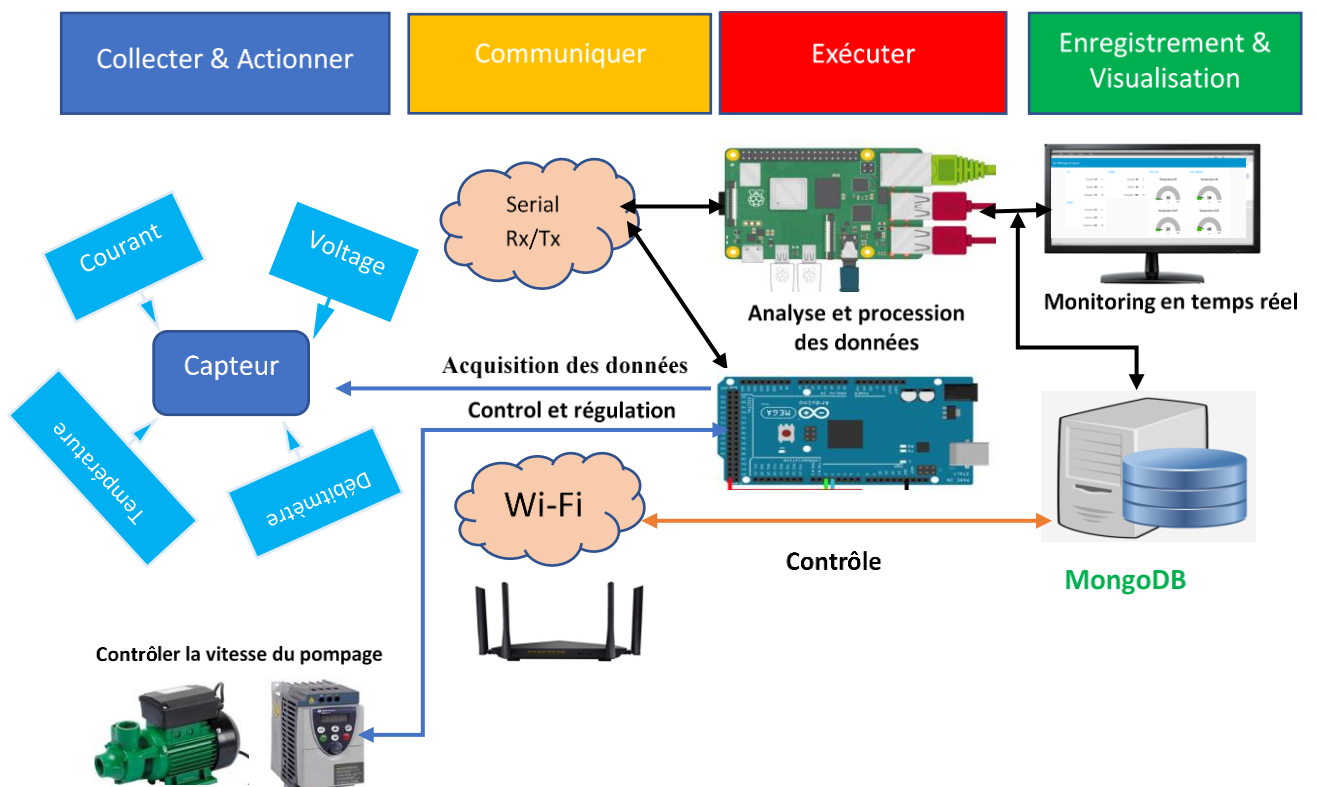 Collecter & Actionner
Communiquer
Exécuter
Enregistrement &
Visualisation
Courant
Voltage
Capteur
Température
Débitmètre
Serial
Rx/Tx
Analyse et procession
des données
Monitoring en temps réel
Acquisition des données
Control et régulation
MEGA
Arduino
Wi-Fi
Contrôle
MongoDB
Contrôler la vitesse du pompage